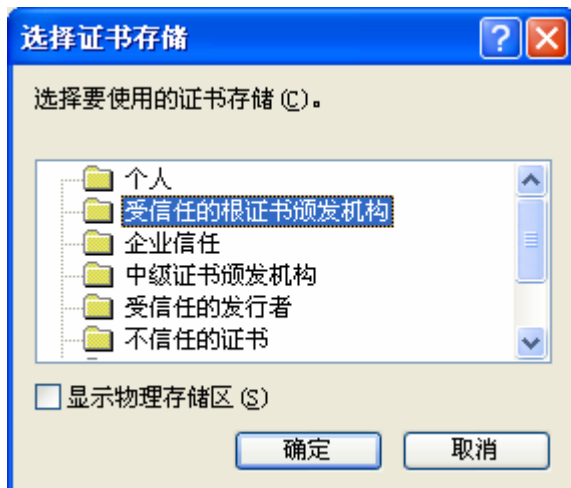 选择证书存储
选择要使用的证书存储(C)。
个人
受信任的根证书颁发机构
企业信任
中级证书颁发机构
受信任的发行者
不信任的证书
显示物理存储区(S)
确定 取消